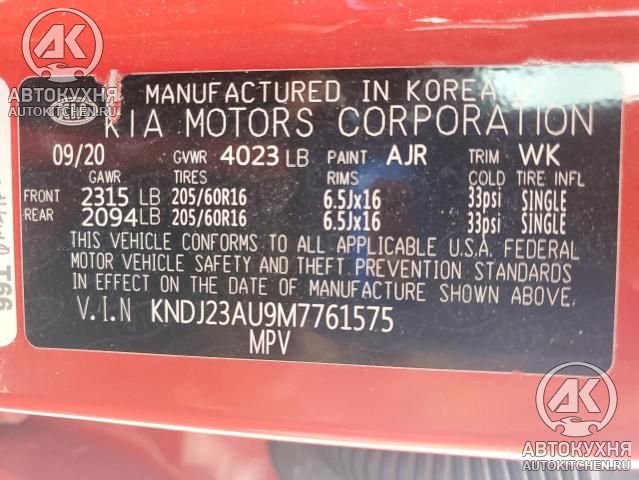 АК
АВТОКУХНЯ
AUTOKITCHEN.RU
MANUFACTURED IN KOREA
KIA MOTORS CORPORATION
09/20 GVWR 4023 LB PAINT AJR TRIM WK
GAWR TIRES RIMS COLD TIRE INFL
FRONT 2315 LB 205/60R16 6.5Jx16 33psi SINGLE
REAR 2094 LB 205/60R16 6.5Jx16 33psi SINGLE
THIS VEHICLE CONFORMS TO ALL APPLICABLE U.S.A. FEDERAL
MOTOR VEHICLE SAFETY AND THEFT PREVENTION STANDARDS
IN EFFECT ON THE DATE OF MANUFACTURE SHOWN ABOVE.
V.I.N KNDJ23AU9M7761575
MPV
АК
АВТОКУХНЯ
AUTOKITCHEN.RU